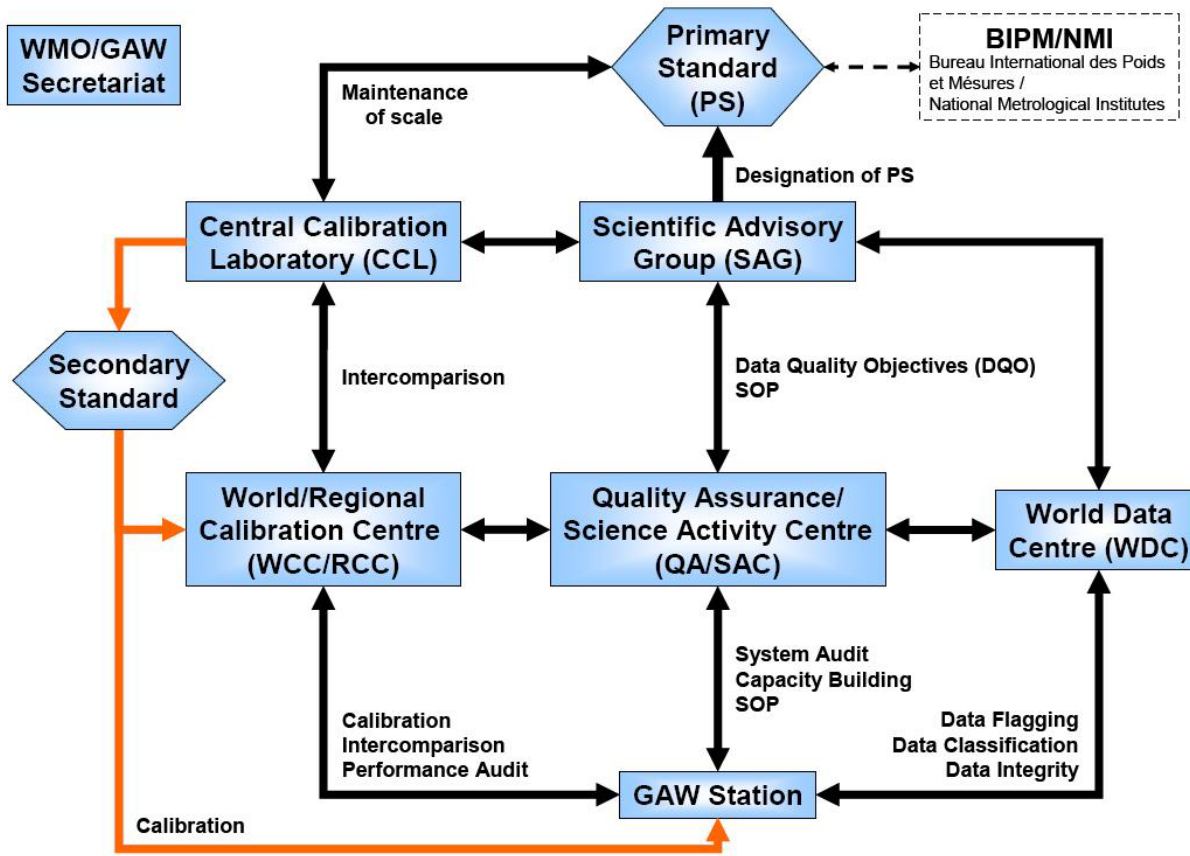 WMO/GAW
Secretariat
Primary
Standard
(PS)
BIPM/NMI
Bureau International des Poids
et Mésures /
National Metrological Institutes
Maintenance
of scale
Designation of PS
Central Calibration
Laboratory (CCL)
Scientific Advisory
Group (SAG)
Secondary
Standard
Intercomparison
Data Quality Objectives (DQO)
SOP
World/Regional
Calibration Centre
(WCC/RCC)
Quality Assurance/
Science Activity Centre
(QA/SAC)
World Data
Centre (WDC)
System Audit
Capacity Building
SOP
Calibration
Intercomparison
Performance Audit
Data Flagging
Data Classification
Data Integrity
GAW Station
Calibration